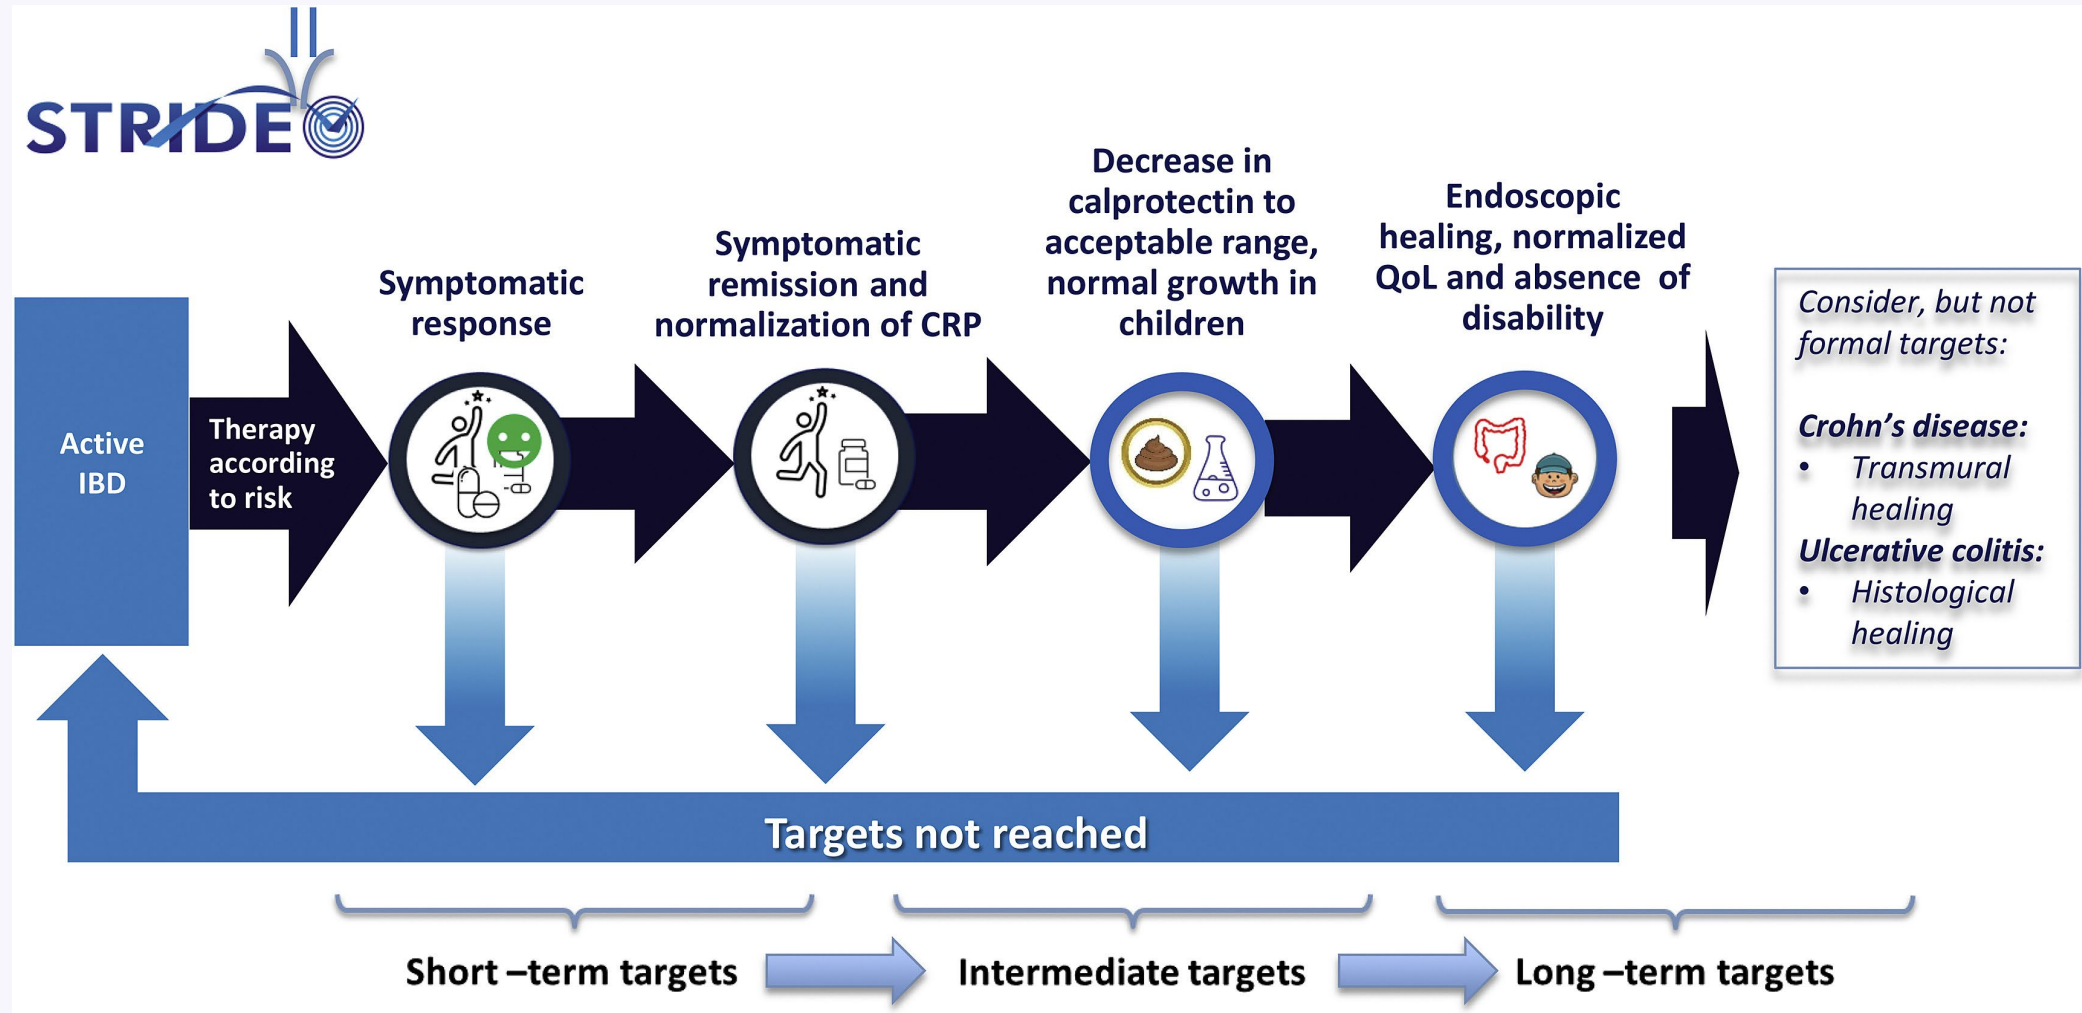 II
STRIDE
Symptomatic
response
Symptomatic
remission and
normalization of CRP
Decrease in
calprotectin to
acceptable range,
normal growth in
children
Endoscopic
healing, normalized
QoL and absence of
disability
Active
IBD
Therapy
according
to risk
Consider, but not
formal targets:
Crohn’s disease:
• Transmural
healing
Ulcerative colitis:
• Histological
healing
Targets not reached
Short –term targets
Intermediate targets
Long –term targets